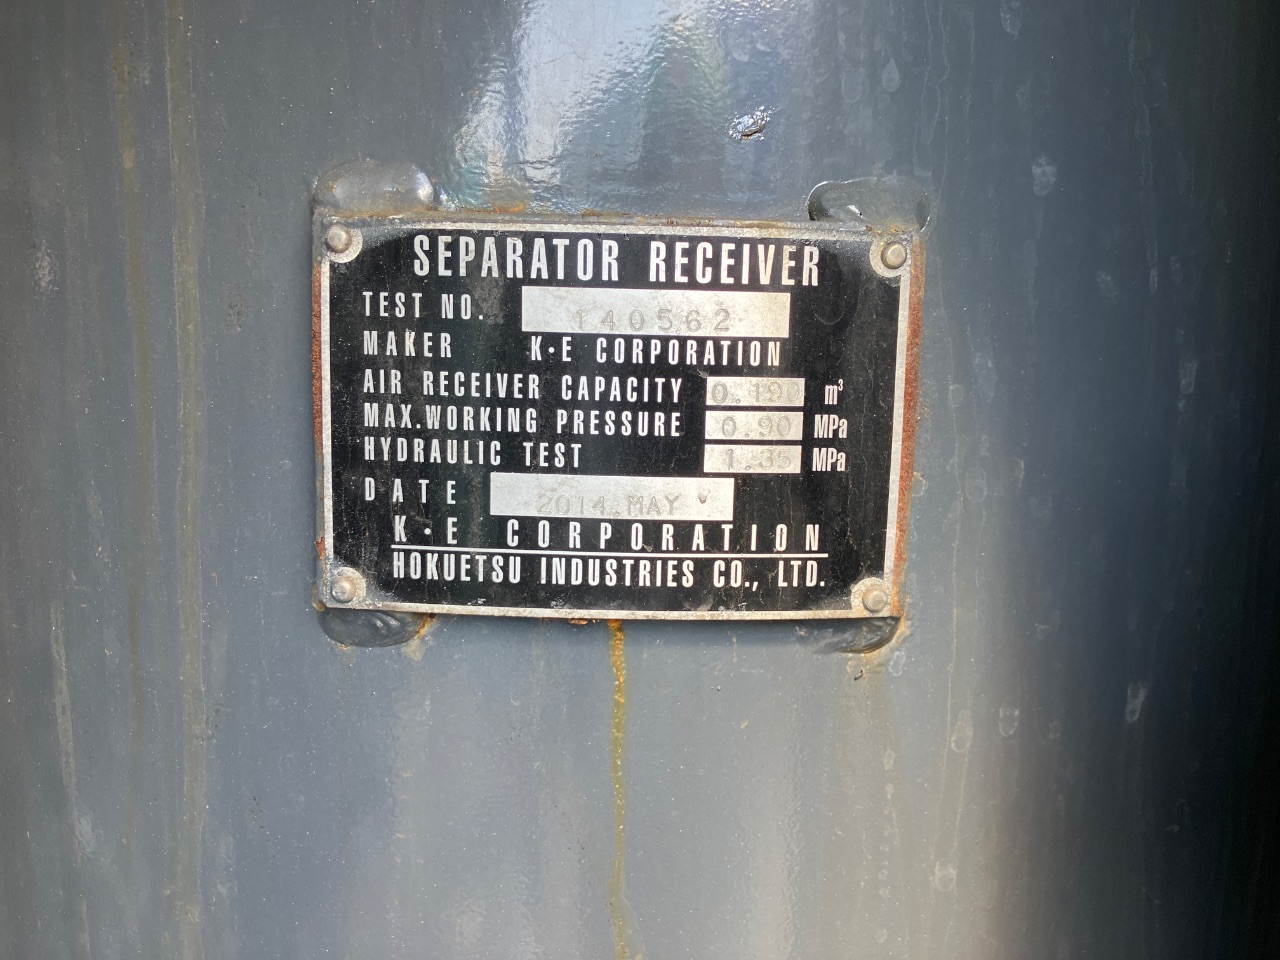 SEPARATOR RECEIVER
TEST NO. 140562
MAKER K·E CORPORATION
AIR RECEIVER CAPACITY 0.190 m³
MAX. WORKING PRESSURE 0.90 MPa
HYDRAULIC TEST 1.35 MPa
DATE 2014.MAY
K·E CORPORATION
HOKUETSU INDUSTRIES CO., LTD.